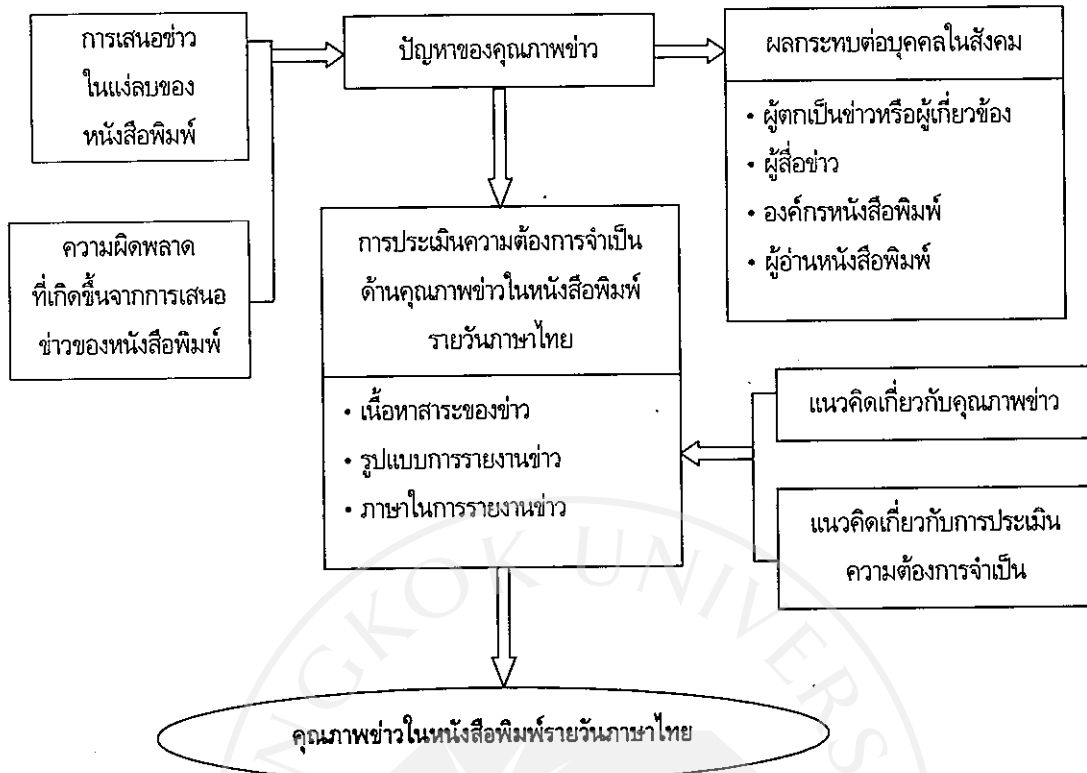 การเสนอข่าว
ในแง่ลบของ
หนังสือพิมพ์
ปัญหาของคุณภาพข่าว
ผลกระทบต่อบุคคลในสังคม
• ผู้ตกเป็นข่าวหรือผู้เกี่ยวข้อง
• ผู้สื่อข่าว
• องค์กรหนังสือพิมพ์
• ผู้อ่านหนังสือพิมพ์
ความผิดพลาด
ที่เกิดขึ้นจากการเสนอ
ข่าวของหนังสือพิมพ์
การประเมินความต้องการจำเป็น
ด้านคุณภาพข่าวในหนังสือพิมพ์
รายวันภาษาไทย
• เนื้อหาสาระของข่าว
• รูปแบบการรายงานข่าว
• ภาษาในการรายงานข่าว
แนวคิดเกี่ยวกับคุณภาพข่าว
แนวคิดเกี่ยวกับการประเมิน
ความต้องการจำเป็น
คุณภาพข่าวในหนังสือพิมพ์รายวันภาษาไทย
NGKOK UNIVERS